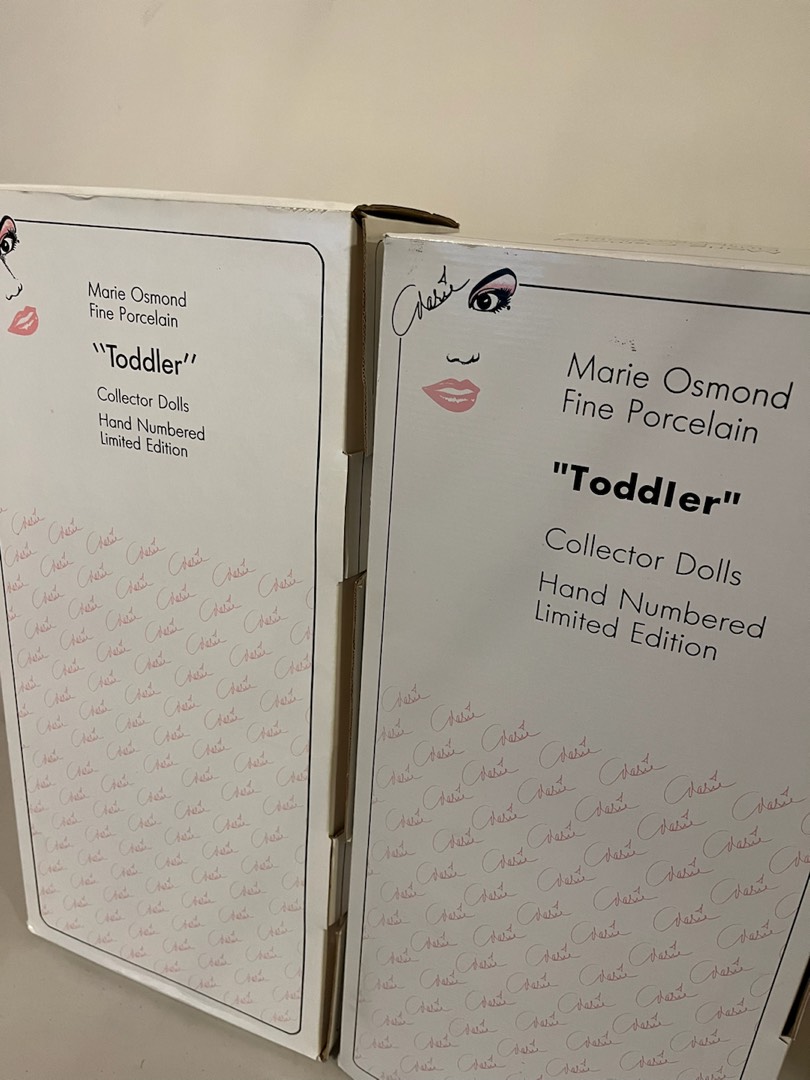 Marie Osmond
Fine Porcelain
"Toddler"
Collector Dolls
Hand Numbered
Limited Edition
Marie
Marie Osmond
Fine Porcelain
"Toddler"
Collector Dolls
Hand Numbered
Limited Edition